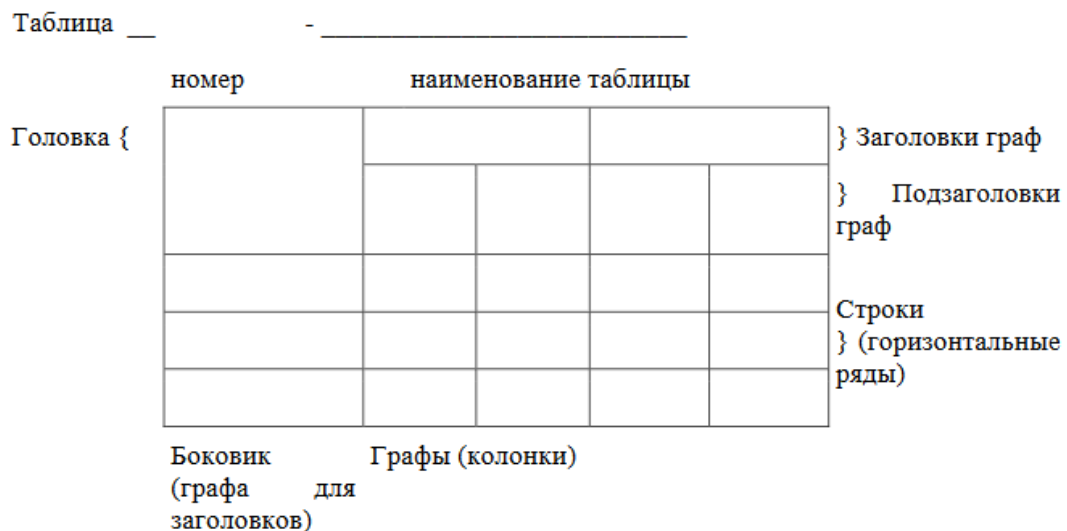 Таблица __ - __________________________
номер наименование таблицы
Головка {
} Заголовки граф
} Подзаголовки
граф
Строки
} (горизонтальные
ряды)
Боковик Графы (колонки)
(графа для
заголовков)